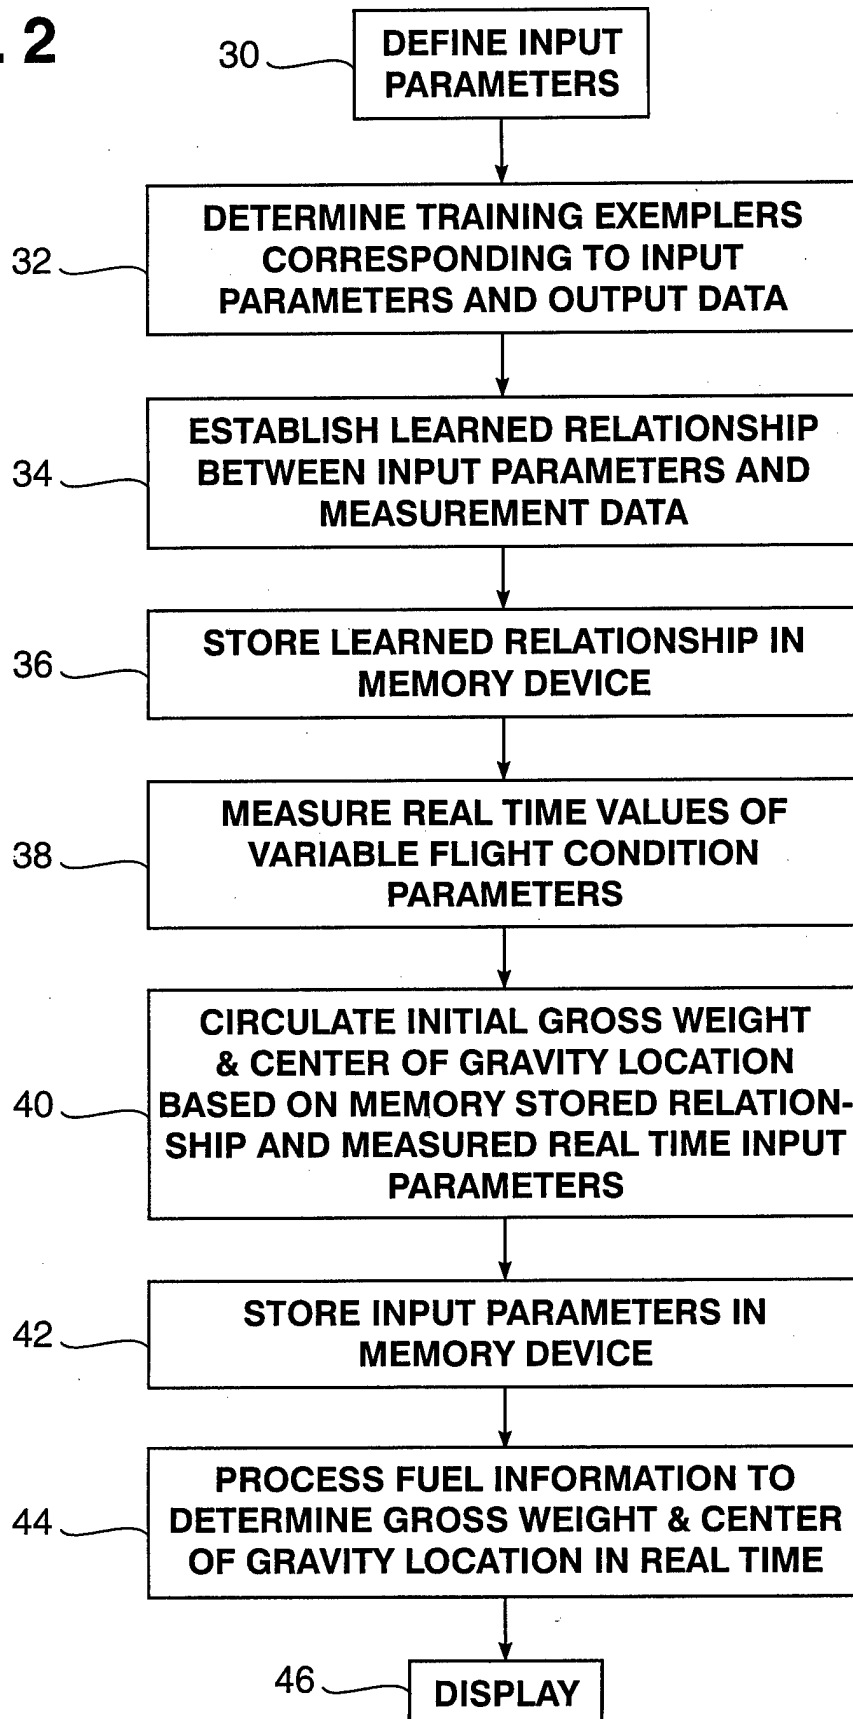 . 2
30
DEFINE INPUT
PARAMETERS
32
DETERMINE TRAINING EXEMPLERS
CORRESPONDING TO INPUT
PARAMETERS AND OUTPUT DATA
34
ESTABLISH LEARNED RELATIONSHIP
BETWEEN INPUT PARAMETERS AND
MEASUREMENT DATA
36
STORE LEARNED RELATIONSHIP IN
MEMORY DEVICE
38
MEASURE REAL TIME VALUES OF
VARIABLE FLIGHT CONDITION
PARAMETERS
40
CIRCULATE INITIAL GROSS WEIGHT
& CENTER OF GRAVITY LOCATION
BASED ON MEMORY STORED RELATION-
SHIP AND MEASURED REAL TIME INPUT
PARAMETERS
42
STORE INPUT PARAMETERS IN
MEMORY DEVICE
44
PROCESS FUEL INFORMATION TO
DETERMINE GROSS WEIGHT & CENTER
OF GRAVITY LOCATION IN REAL TIME
46
DISPLAY